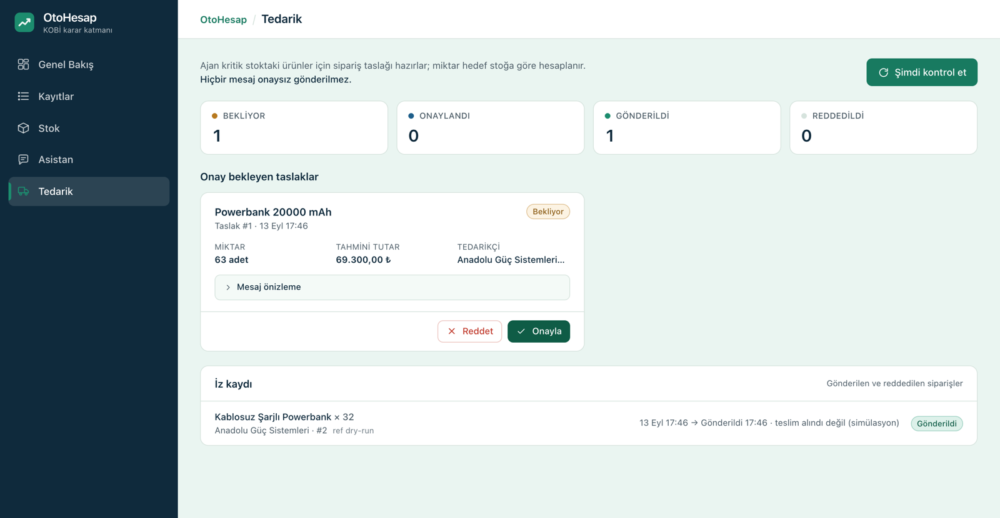 OtoHesap
KOBİ karar katmanı
Genel Bakış
Kayıtlar
Stok
Asistan
Tedarik
OtoHesap / Tedarik
Ajan kritik stoktaki ürünler için sipariş taslağı hazırlar; miktar hedef stoğa göre hesaplanır.
Hiçbir mesaj onaysız gönderilmez.
Şimdi kontrol et
BEKLİYOR
1
ONAYLANDI
0
GÖNDERİLDİ
1
REDDEDİLDİ
0
Onay bekleyen taslaklar
Powerbank 20000 mAh
Bekliyor
Taslak #1 · 13 Eyl 17:46
MİKTAR
63 adet
TAHMİNİ TUTAR
69.300,00 ₺
TEDARİKÇİ
Anadolu Güç Sistemleri...
Mesaj önizleme
Reddet
Onayla
İz kaydı
Gönderilen ve reddedilen siparişler
Kablosuz Şarjlı Powerbank × 32
Anadolu Güç Sistemleri · #2 ref dry-run
13 Eyl 17:46 → Gönderildi 17:46 · teslim alındı değil (simülasyon)
Gönderildi